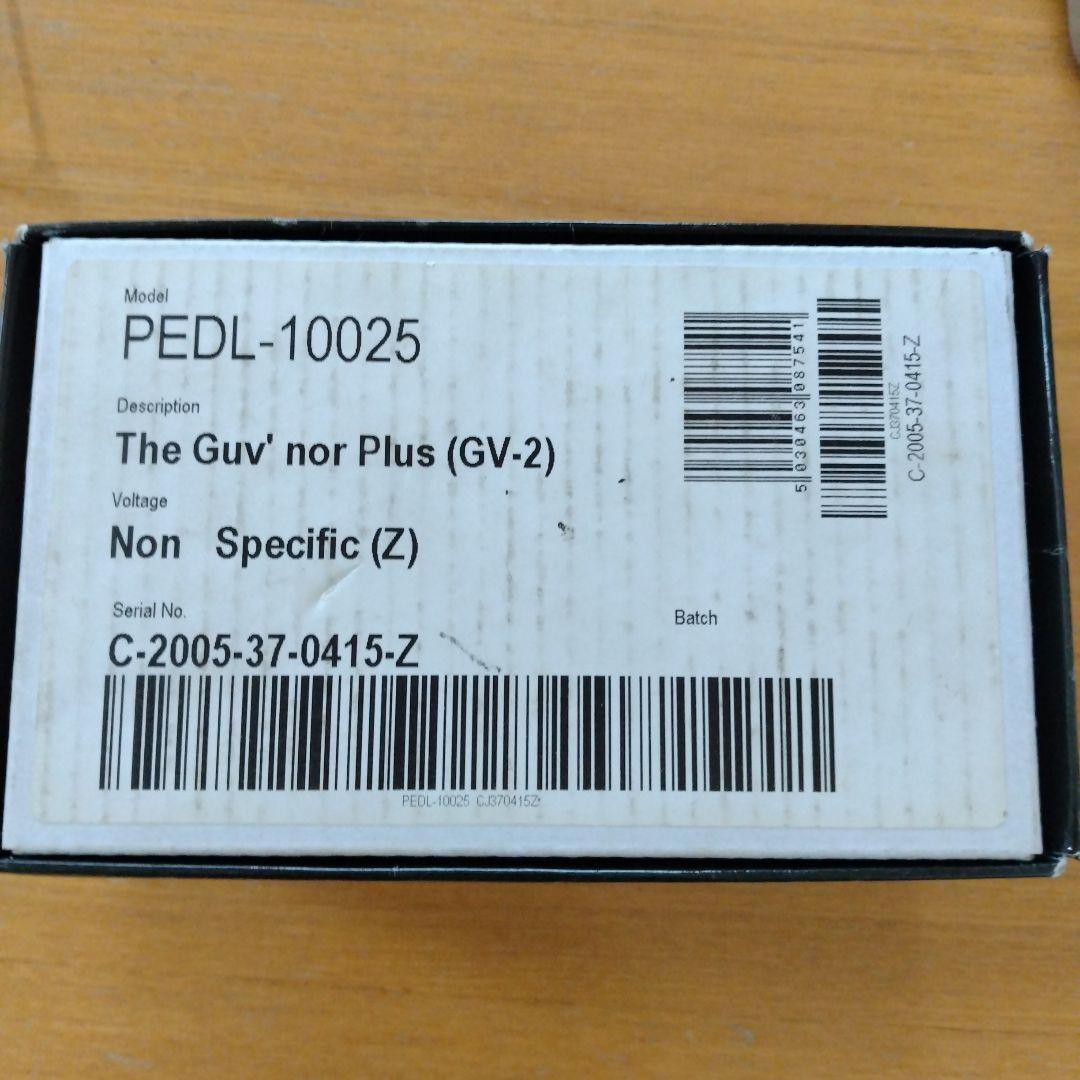 Model
PEDL-10025
Description
The Guv' nor Plus (GV-2)
Voltage
Non Specific (Z)
Serial No.
C-2005-37-0415-Z
Batch
PEDL-10025 CJ370415Z
5 030463 087541
CJ370415Z
C-2005-37-0415-Z